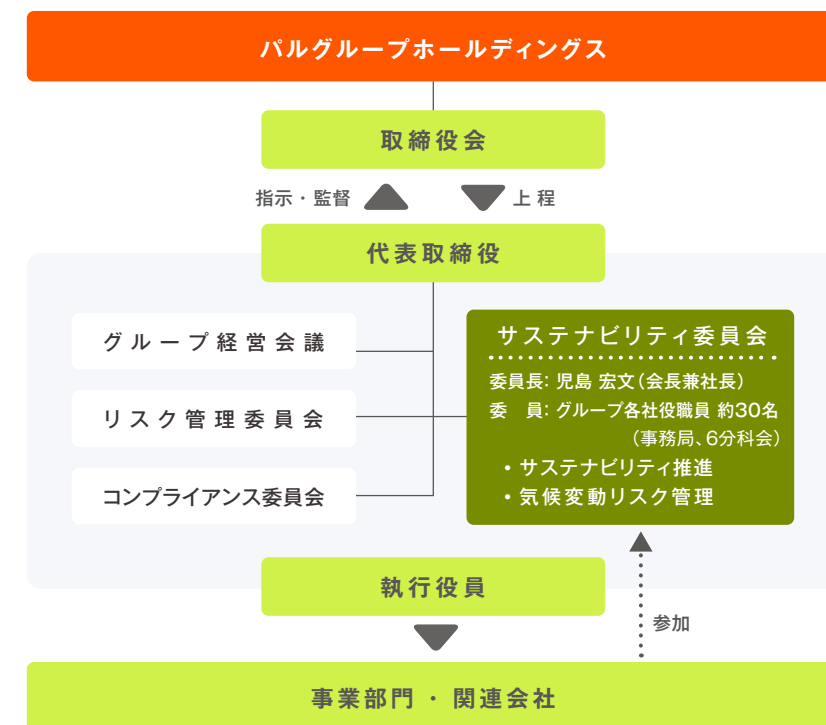 パルグループホールディングス
取締役会
指示・監督
上程
代表取締役
グループ経営会議
リスク管理委員会
コンプライアンス委員会
サステナビリティ委員会
委員長: 児島 宏文(会長兼社長)
委　員: グループ各社役職員 約30名
(事務局、6分科会)
・サステナビリティ推進
・気候変動リスク管理
執行役員
参加
事業部門 ・ 関連会社